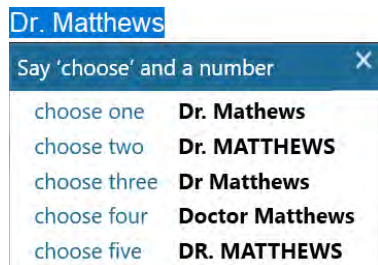 Dr. Matthews
Say 'choose' and a number ×
choose one Dr. Mathews
choose two Dr. MATTHEWS
choose three Dr Matthews
choose four Doctor Matthews
choose five DR. MATTHEWS